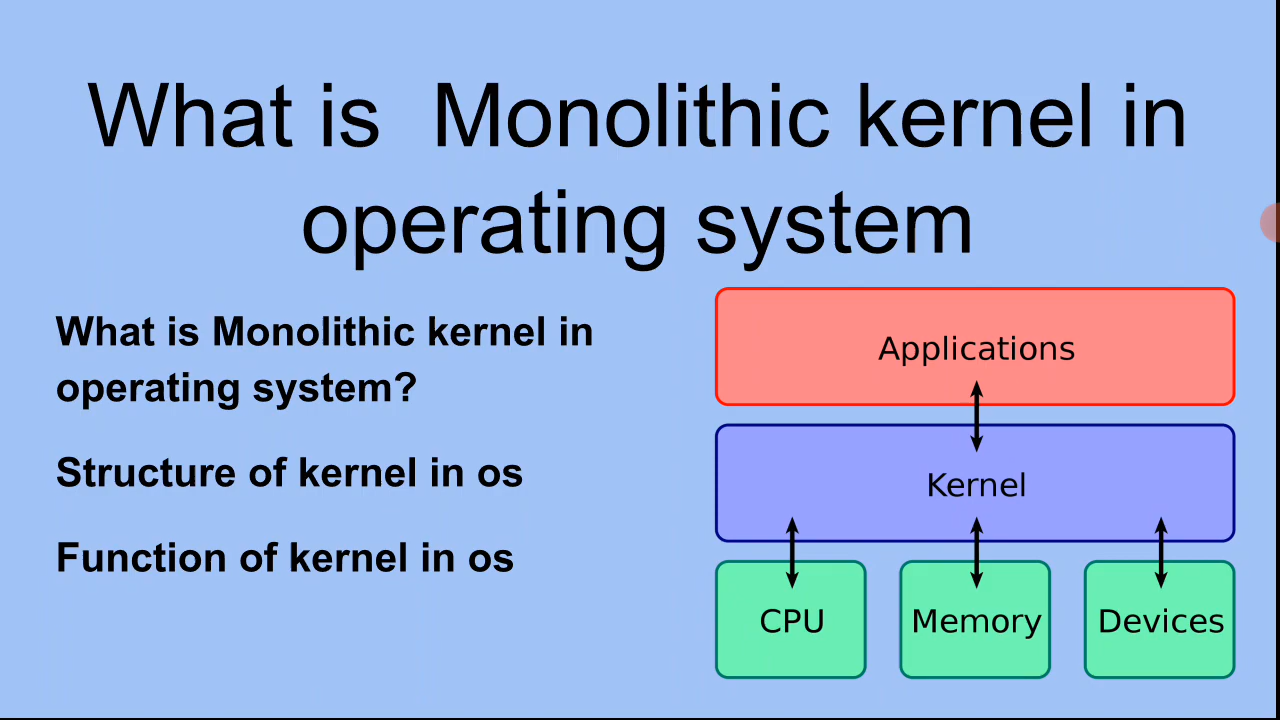 What is  Monolithic kernel in
operating system
What is Monolithic kernel in
operating system?
Structure of kernel in os
Function of kernel in os
Applications
Kernel
CPU
Memory
Devices